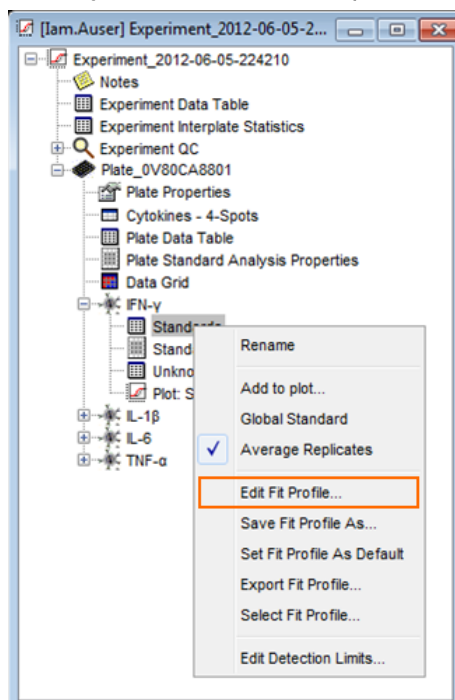 [Iam.Auser] Experiment_2012-06-05-2...
Experiment_2012-06-05-224210
Notes
Experiment Data Table
Experiment Interplate Statistics
Experiment QC
Plate_0V80CA8801
Plate Properties
Cytokines - 4-Spots
Plate Data Table
Plate Standard Analysis Properties
Data Grid
IFN-γ
Standards
Stand
Unkno
Plot: S
IL-1β
IL-6
TNF-α
Rename
Add to plot...
Global Standard
Average Replicates
Edit Fit Profile...
Save Fit Profile As...
Set Fit Profile As Default
Export Fit Profile...
Select Fit Profile...
Edit Detection Limits...